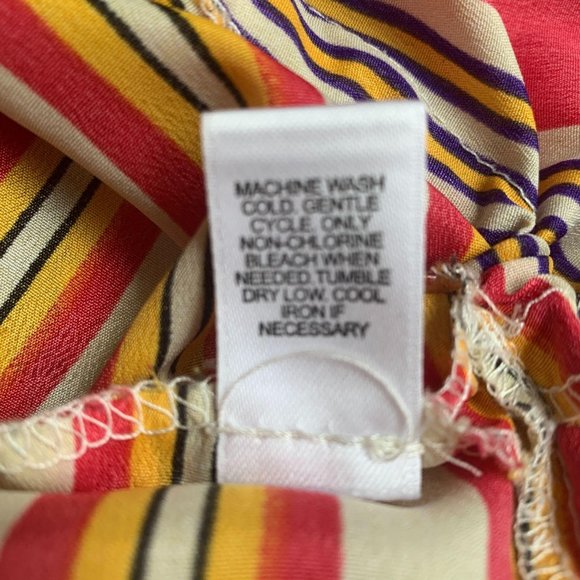 MACHINE WASH
COLD. GENTLE
CYCLE. ONLY
NON-CHLORINE
BLEACH WHEN
NEEDED TUMBLE
DRY LOW. COOL
IRON IF
NECESSARY